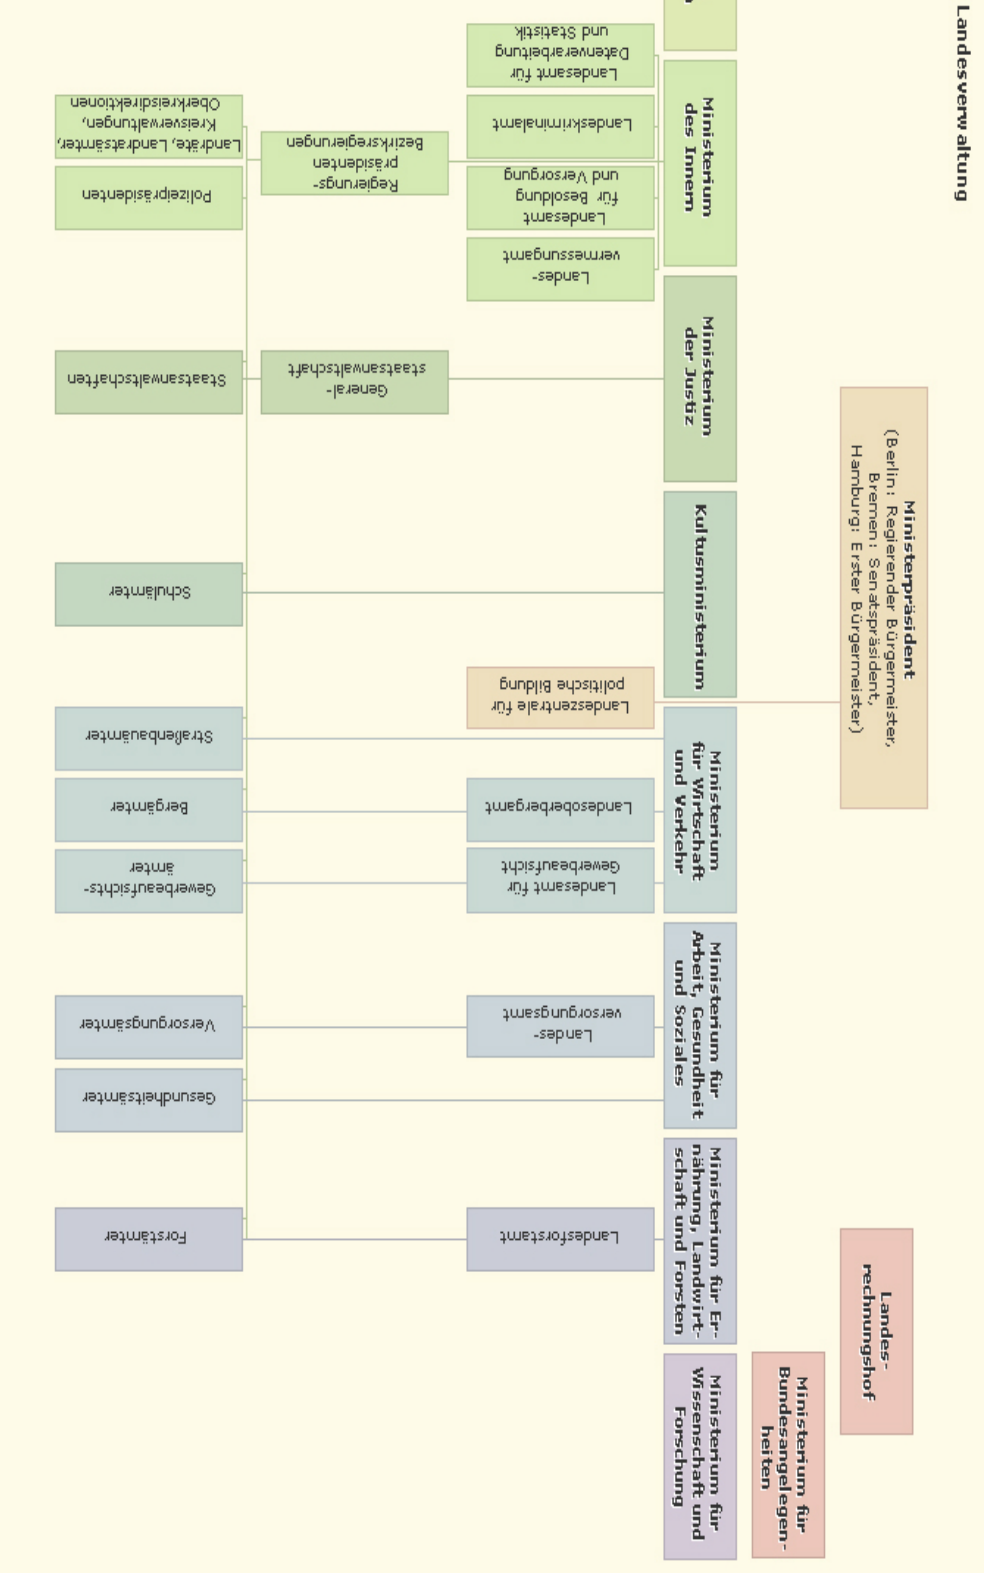 Landesverwaltung
Ministerpräsident
(Berlin: Regierender Bürgermeister,
Bremen: Senatspräsident,
Hamburg: Erster Bürgermeister)
Landes-
rechnungshof
Ministerium für
Bundesangelegen-
heiten
n
Ministerium
des Innern
Ministerium
der Justiz
Kultusministerium
Ministerium
für Wirtschaft
und Verkehr
Ministerium für
Arbeit, Gesundheit
und Soziales
Ministerium für Er-
nährung, Landwirt-
schaft und Forsten
Ministerium für
Wissenschaft und
Forschung
Landesamt für
Datenverarbeitung
und Statistik
Landeskriminalamt
Landesamt
für Besoldung
und Versorgung
Landes-
vermessungamt
Landeszentrale für
politische Bildung
Landesoberbergamt
Landesamt für
Gewerbeaufsicht
Landes-
versorgungsamt
Landesforstamt
Regierungs-
präsidenten
Bezirksregierungen
General-
staatsanwaltschaft
Landräte, Landratsämter,
Kreisverwaltungen,
Oberkreisdirektionen
Polizeipräsidenten
Staatsanwaltschaften
Schulämter
Straßenbauämter
Bergämter
Gewerbeaufsichts-
ämter
Versorgungsämter
Gesundheitsämter
Forstämter